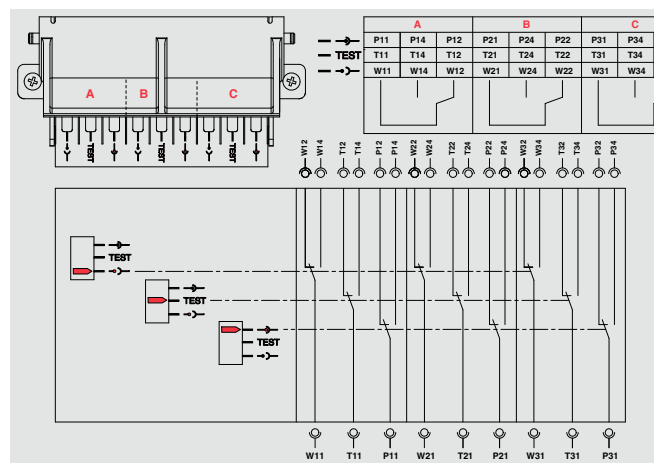 A B C
P11 P14 P12 P21 P24 P22 P31 P34
TEST T11 T14 T12 T21 T24 T22 T31 T34
W11 W14 W12 W21 W24 W22 W31 W34
A B C
TEST TEST TEST
W12 W14 T12 T14 P12 P14 W22 W24 T22 T24 P22 P24 W32 W34 T32 T34 P32 P34
TEST
TEST
TEST
W11 T11 P11 W21 T21 P21 W31 T31 P31